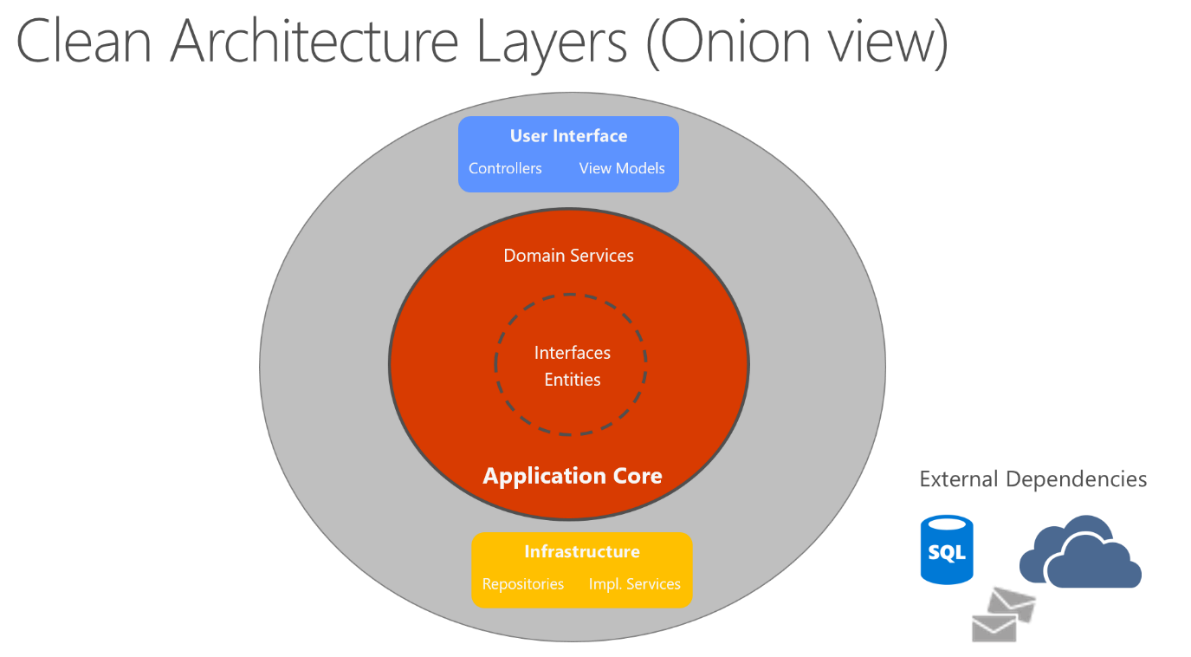 Clean Architecture Layers (Onion view)
User Interface
Controllers View Models
Domain Services
Interfaces
Entities
Application Core
Infrastructure
Repositories Impl. Services
External Dependencies
SQL